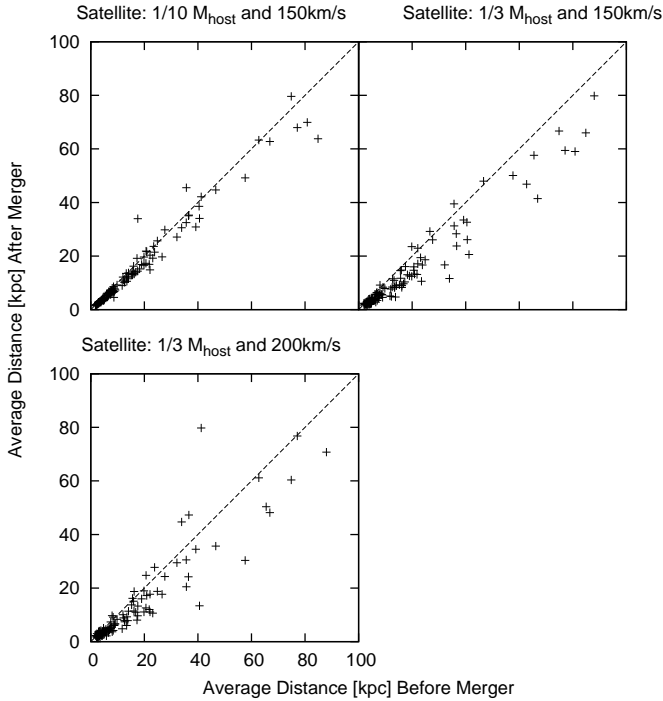 Satellite: 1/10 M_host and 150km/s
Satellite: 1/3 M_host and 150km/s
100
80
60
40
20
0
Satellite: 1/3 M_host and 200km/s
Average Distance [kpc] After Merger
100
80
60
40
20
0
0 20 40 60 80 100
Average Distance [kpc] Before Merger